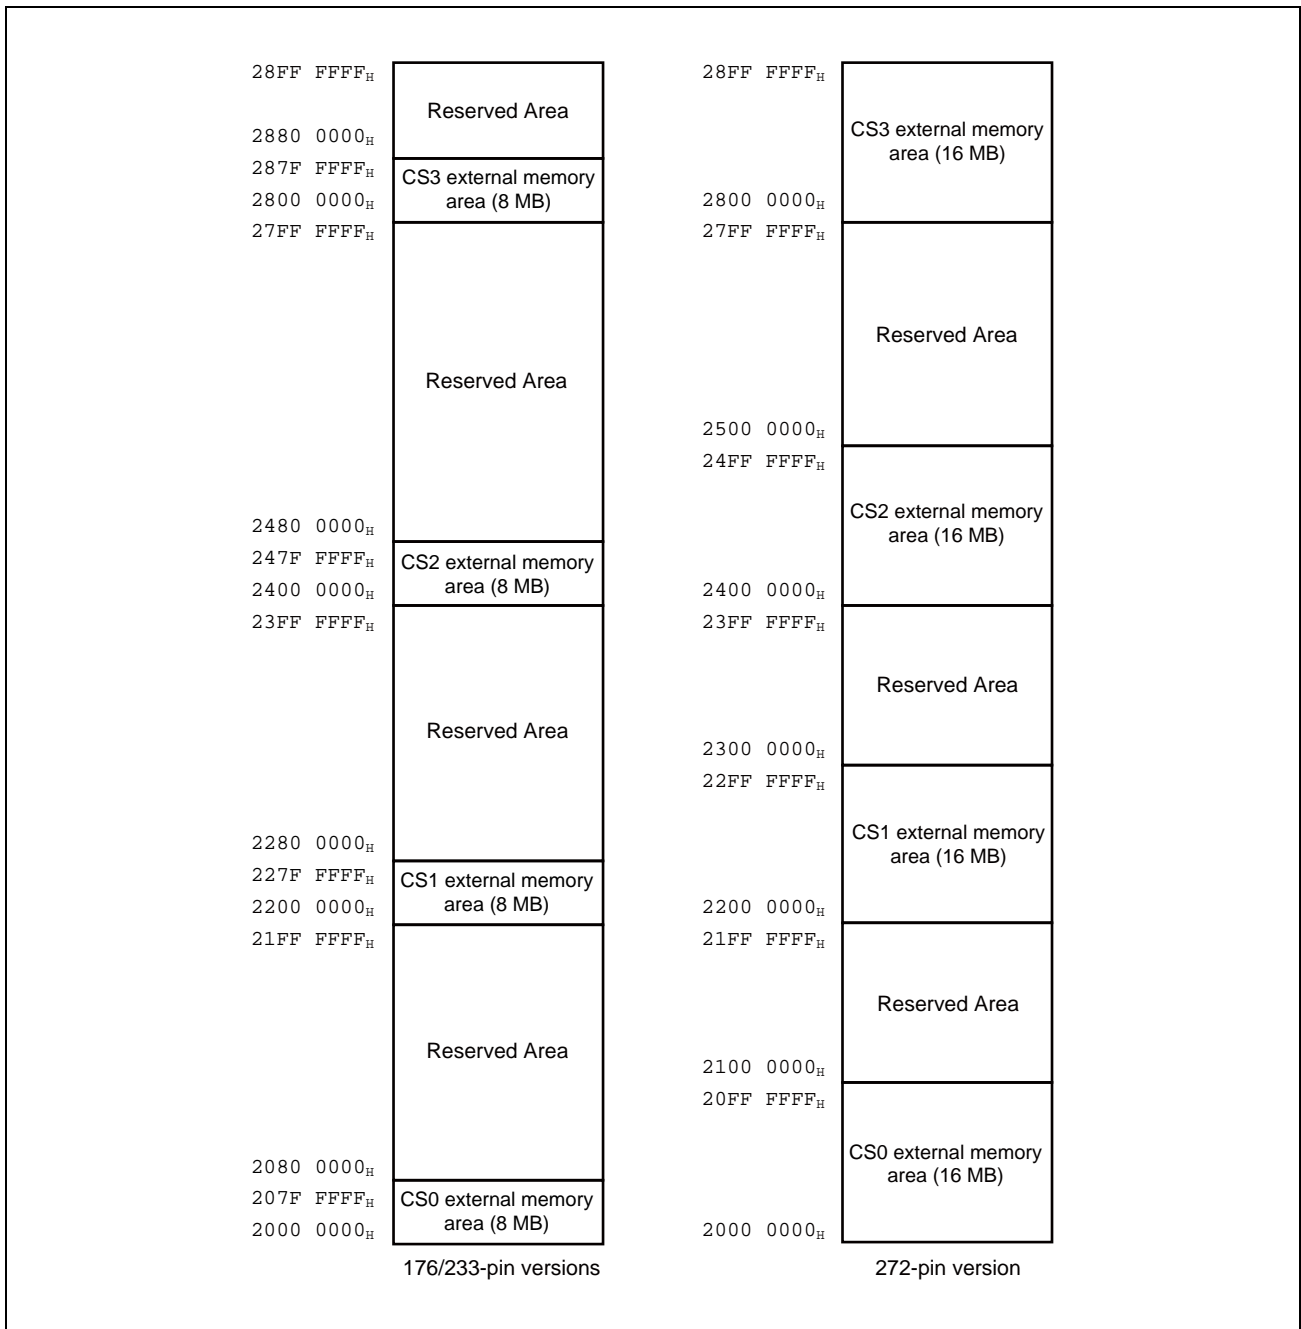 28FF FFFFH
Reserved Area
2880 0000H
287F FFFFH
CS3 external memory
area (8 MB)
2800 0000H
27FF FFFFH
Reserved Area
2480 0000H
247F FFFFH
CS2 external memory
area (8 MB)
2400 0000H
23FF FFFFH
Reserved Area
2280 0000H
227F FFFFH
CS1 external memory
area (8 MB)
2200 0000H
21FF FFFFH
Reserved Area
2080 0000H
207F FFFFH
CS0 external memory
area (8 MB)
2000 0000H
176/233-pin versions
28FF FFFFH
CS3 external memory
area (16 MB)
2800 0000H
27FF FFFFH
Reserved Area
2500 0000H
24FF FFFFH
CS2 external memory
area (16 MB)
2400 0000H
23FF FFFFH
Reserved Area
2300 0000H
22FF FFFFH
CS1 external memory
area (16 MB)
2200 0000H
21FF FFFFH
Reserved Area
2100 0000H
20FF FFFFH
CS0 external memory
area (16 MB)
2000 0000H
272-pin version